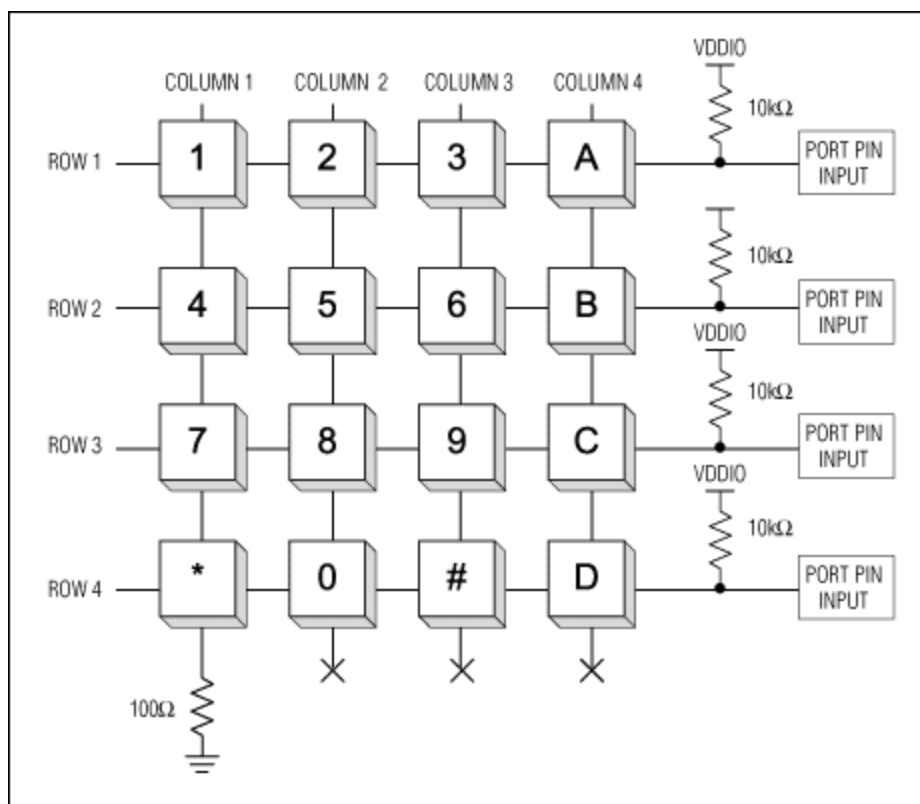 VDDIO
COLUMN 1 COLUMN 2 COLUMN 3 COLUMN 4
10kΩ
ROW 1 1 2 3 A PORT PIN INPUT
10kΩ
ROW 2 4 5 6 B PORT PIN INPUT
VDDIO
10kΩ
ROW 3 7 8 9 C PORT PIN INPUT
VDDIO
10kΩ
ROW 4 * 0 # D PORT PIN INPUT
100Ω